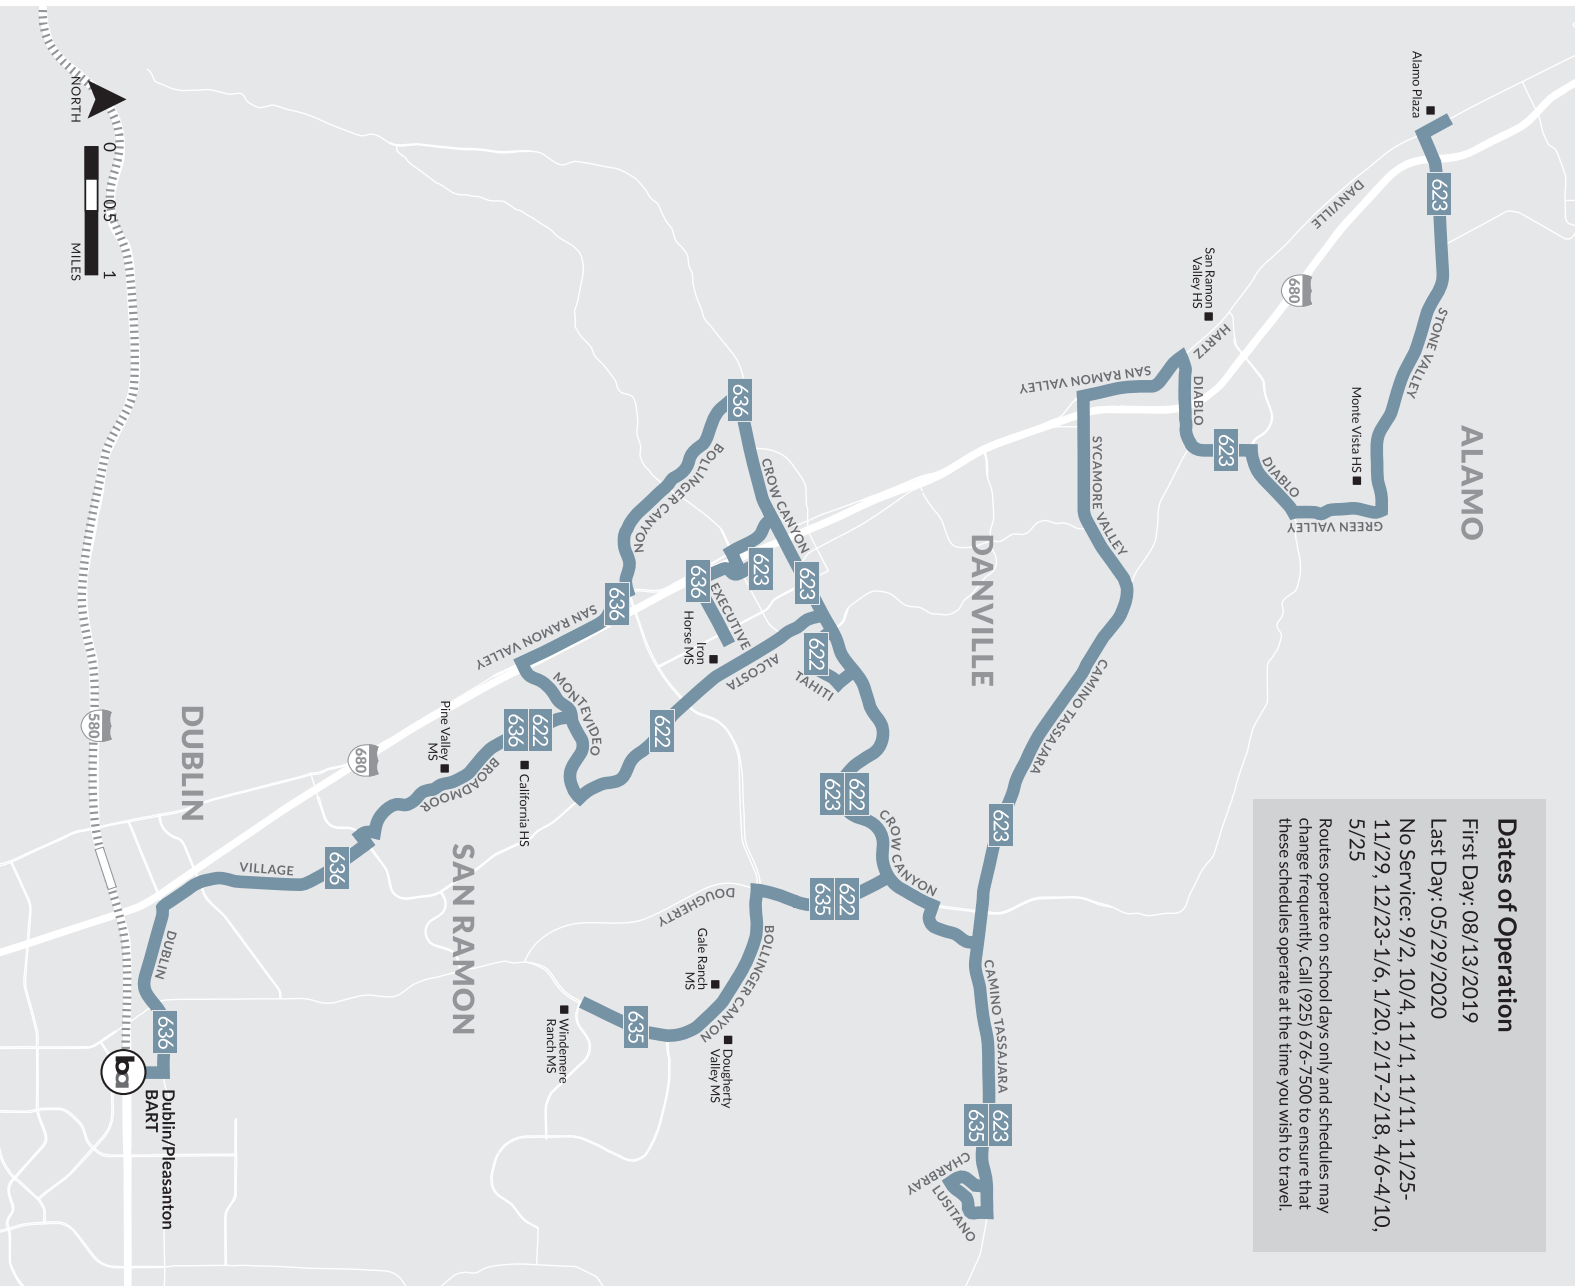 Dates of Operation
First Day: 08/13/2019
Last Day: 05/29/2020
No Service: 9/2, 10/4, 11/1, 11/11, 11/25-
11/29, 12/23-1/6, 1/20, 2/17-2/18, 4/6-4/10,
5/25
Routes operate on school days only and schedules may
change frequently. Call (925) 676-7500 to ensure that
these schedules operate at the time you wish to travel.
ALAMO
Alamo Plaza
623
STONE VALLEY
DANVILLE
680
Monte Vista HS
GREEN VALLEY
DIABLO
623
DIABLO
HARTZ
San Ramon
Valley HS
SAN RAMON VALLEY
SYCAMORE VALLEY
CAMINO TASSAJARA
623
DANVILLE
CAMINO TASSAJARA
623
635
CHARBRAY
LUSITANO
636
CROW CANYON
BOLLINGER CANYON
623
623
636
EXECUTIVE
Iron
Horse MS
622
TAHITI
ALCOSTA
622
622
623
CROW CANYON
622
635
DOUGHERTY
BOLLINGER CANYON
Gale Ranch
MS
Dougherty
Valley MS
635
Windemere
Ranch MS
636
SAN RAMON VALLEY
MONTEVIDEO
622
636
California HS
Pine Valley
MS
BROADMOOR
SAN RAMON
680
636
VILLAGE
DUBLIN
580
DUBLIN
636
ba
Dublin/Pleasanton
BART
NORTH
0
0.5
1
MILES